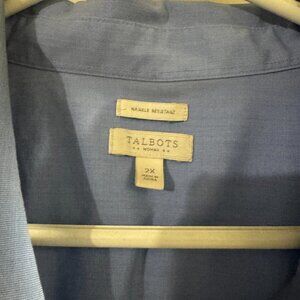 WRINKLE RESISTANT
TALBOTS
WOMAN
2X